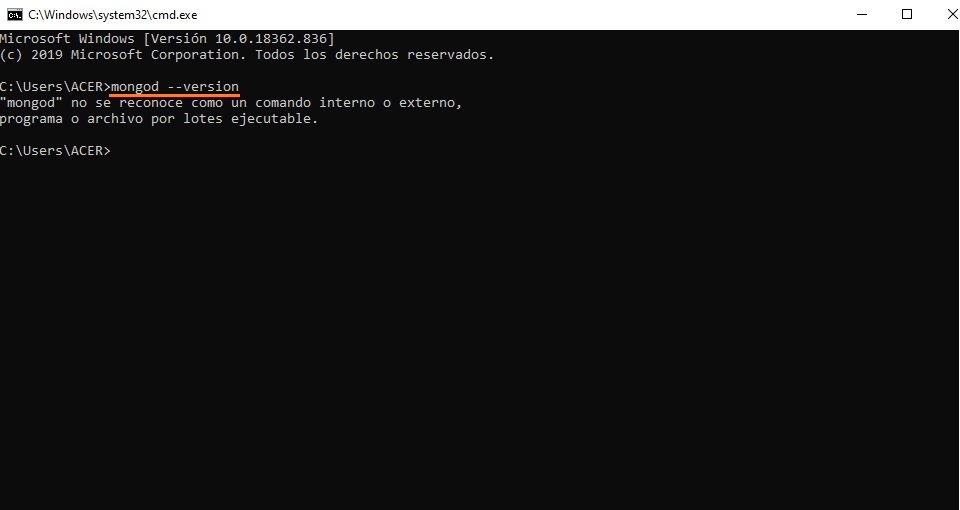 C:\Windows\system32\cmd.exe
Microsoft Windows [Versión 10.0.18362.836]
(c) 2019 Microsoft Corporation. Todos los derechos reservados.
C:\Users\ACER>mongod --version
"mongod" no se reconoce como un comando interno o externo,
programa o archivo por lotes ejecutable.
C:\Users\ACER>